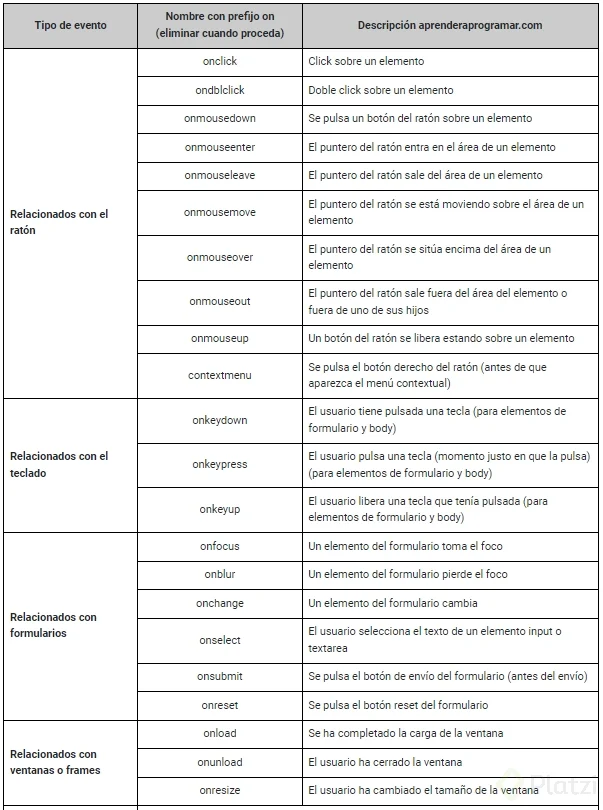 Tipo de evento
Nombre con prefijo on
(eliminar cuando proceda)
Descripción aprenderaprogramar.com
Relacionados con el
ratón
onclick
Click sobre un elemento
ondblclick
Doble click sobre un elemento
onmousedown
Se pulsa un botón del ratón sobre un elemento
onmouseenter
El puntero del ratón entra en el área de un elemento
onmouseleave
El puntero del ratón sale del área de un elemento
onmousemove
El puntero del ratón se está moviendo sobre el área de un
elemento
onmouseover
El puntero del ratón se sitúa encima del área de un
elemento
onmouseout
El puntero del ratón sale fuera del área del elemento o
fuera de uno de sus hijos
onmouseup
Un botón del ratón se libera estando sobre un elemento
contextmenu
Se pulsa el botón derecho del ratón (antes de que
aparezca el menú contextual)
Relacionados con el
teclado
onkeydown
El usuario tiene pulsada una tecla (para elementos de
formulario y body)
onkeypress
El usuario pulsa una tecla (momento justo en que la pulsa)
(para elementos de formulario y body)
onkeyup
El usuario libera una tecla que tenía pulsada (para
elementos de formulario y body)
Relacionados con
formularios
onfocus
Un elemento del formulario toma el foco
onblur
Un elemento del formulario pierde el foco
onchange
Un elemento del formulario cambia
onselect
El usuario selecciona el texto de un elemento input o
textarea
onsubmit
Se pulsa el botón de envío del formulario (antes del envío)
onreset
Se pulsa el botón reset del formulario
Relacionados con
ventanas o frames
onload
Se ha completado la carga de la ventana
onunload
El usuario ha cerrado la ventana
onresize
El usuario ha cambiado el tamaño de la ventana
Platzi